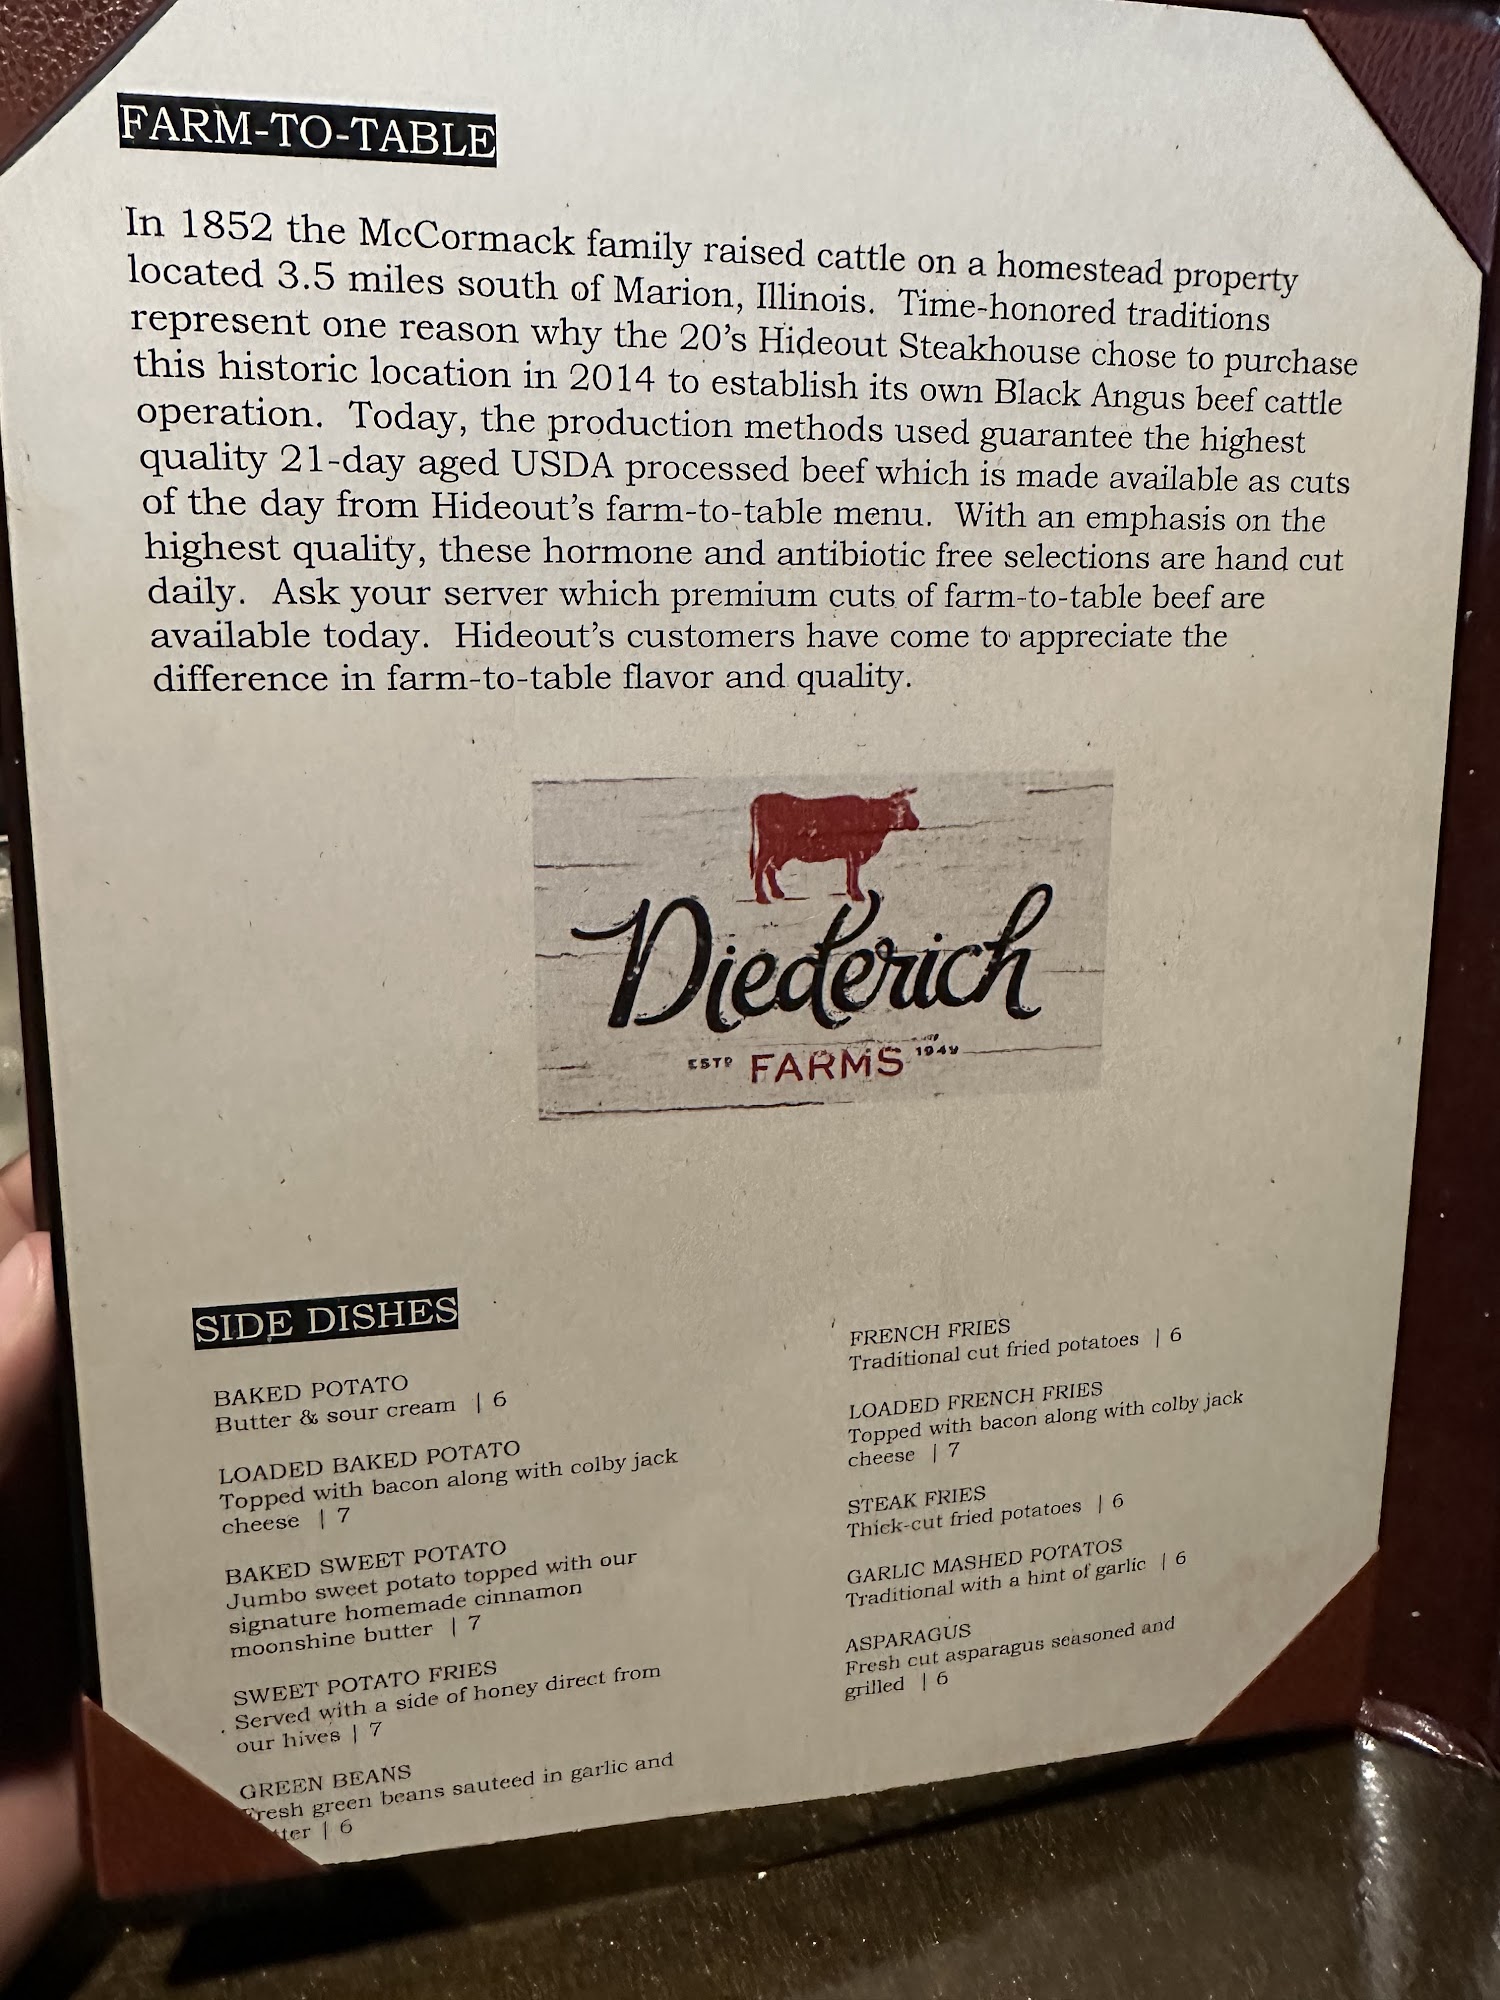 FARM-TO-TABLE
In 1852 the McCormack family raised cattle on a homestead property
located 3.5 miles south of Marion, Illinois. Time-honored traditions
represent one reason why the 20's Hideout Steakhouse chose to purchase
this historic location in 2014 to establish its own Black Angus beef cattle
operation. Today, the production methods used guarantee the highest
quality 21-day aged USDA processed beef which is made available as cuts
of the day from Hideout's farm-to-table menu. With an emphasis on the
highest quality, these hormone and antibiotic free selections are hand cut
daily. Ask your server which premium cuts of farm-to-table beef are
available today. Hideout's customers have come to appreciate the
difference in farm-to-table flavor and quality.
Diederich
ESTD FARMS 1949
SIDE DISHES
BAKED POTATO
Butter & sour cream | 6
LOADED BAKED POTATO
Topped with bacon along with colby jack
cheese | 7
BAKED SWEET POTATO
Jumbo sweet potato topped with our
signature homemade cinnamon
moonshine butter | 7
SWEET POTATO FRIES
Served with a side of honey direct from
our hives | 7
GREEN BEANS
Fresh green beans sauteed in garlic and
tter | 6
FRENCH FRIES
Traditional cut fried potatoes | 6
LOADED FRENCH FRIES
Topped with bacon along with colby jack
cheese | 7
STEAK FRIES
Thick-cut fried potatoes | 6
GARLIC MASHED POTATOS
Traditional with a hint of garlic | 6
ASPARAGUS
Fresh cut asparagus seasoned and
grilled | 6